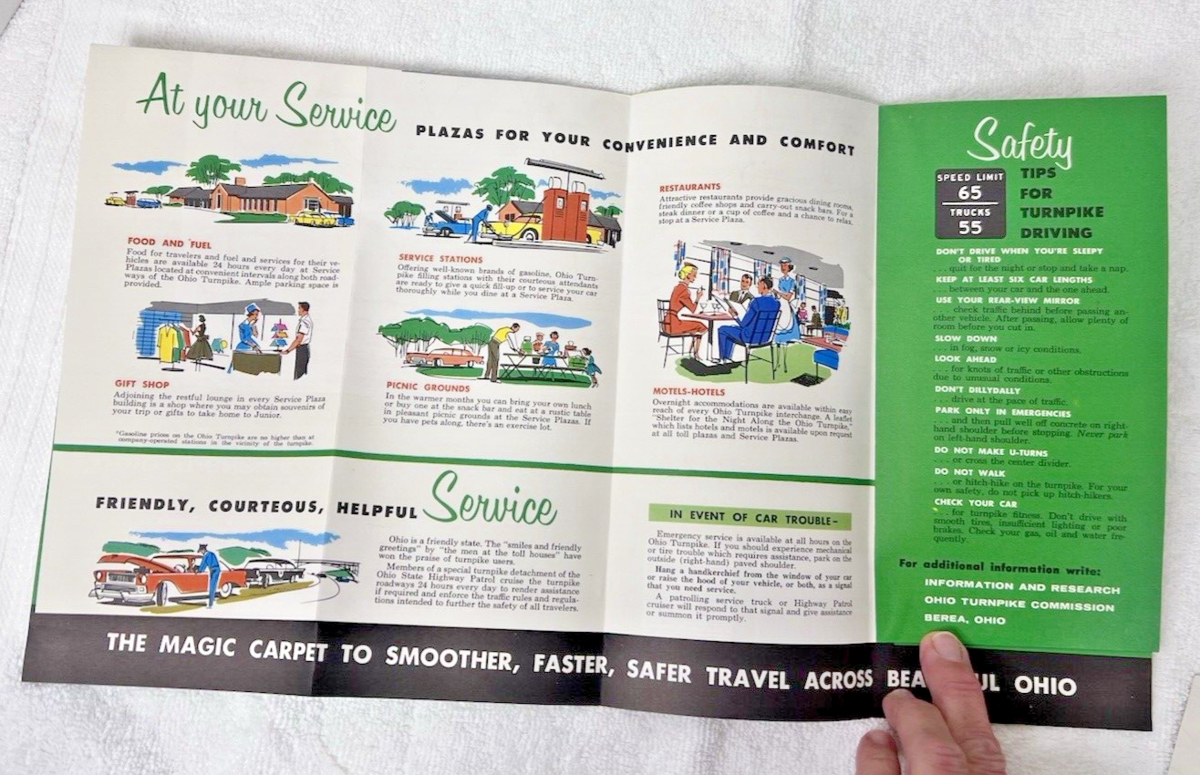 At your Service
PLAZAS FOR YOUR CONVENIENCE AND COMFORT
FOOD AND FUEL
Food for travelers and fuel and services for their ve-
hicles are available 24 hours every day at Service
Plazas located at convenient intervals along both road-
ways of the Ohio Turnpike. Ample parking space is
provided.
GIFT SHOP
Adjoining the restful lounge in every Service Plaza
building is a shop where you may obtain souvenirs of
your trip or gifts to take home to Junior.
*Gasoline prices on the Ohio Turnpike are no higher than at
company-operated stations in the vicinity of the turnpike.
SERVICE STATIONS
Offering well-known brands of gasoline, Ohio Turn-
pike filling stations with their courteous attendants
are ready to give a quick fill-up or to service your car
thoroughly while you dine at a Service Plaza.
PICNIC GROUNDS
In the warmer months you can bring your own lunch
or buy one at the snack bar and eat at a rustic table
in pleasant picnic grounds at the Service Plazas. If
you have pets along, there's an exercise lot.
RESTAURANTS
Attractive restaurants provide gracious dining rooms,
friendly coffee shops and carry-out snack bars. For a
steak dinner or a cup of coffee and a chance to relax,
stop at a Service Plaza.
MOTELS-HOTELS
Overnight accommodations are available within easy
reach of every Ohio Turnpike interchange. A leaflet
"Shelter for the Night Along the Ohio Turnpike,"
which lists hotels and motels is available upon request
at all toll plazas and Service Plazas.
FRIENDLY, COURTEOUS, HELPFUL Service
Ohio is a friendly state. The "smiles and friendly
greetings" by "the men at the toll houses" have
won the praise of turnpike users.
Members of a special turnpike detachment of the
Ohio State Highway Patrol cruise the turnpike
roadways 24 hours every day to render assistance
if required and enforce the traffic rules and regula-
tions intended to further the safety of all travelers.
IN EVENT OF CAR TROUBLE-
Emergency service is available at all hours on the
Ohio Turnpike. If you should experience mechanical
or tire trouble which requires assistance, park on the
outside (right-hand) paved shoulder.
Hang a handkerchief from the window of your car
or raise the hood of your vehicle, or both, as a signal
that you need service.
A patrolling service truck or Highway Patrol
cruiser will respond to that signal and give assistance
or summon it promptly.
Safety
TIPS
FOR
TURNPIKE
DRIVING
SPEED LIMIT
65
TRUCKS
55
DON'T DRIVE WHEN YOU'RE SLEEPY
OR TIRED
. . . quit for the night or stop and take a nap.
KEEP AT LEAST SIX CAR LENGTHS
. . . between your car and the one ahead.
USE YOUR REAR-VIEW MIRROR
. . . check traffic behind before passing an-
other vehicle. After passing, allow plenty of
room before you cut in.
SLOW DOWN
. . . in fog, snow or icy conditions.
LOOK AHEAD
. . . for knots of traffic or other obstructions
due to unusual conditions.
DON'T DILLYDALLY
. . . drive at the pace of traffic.
PARK ONLY IN EMERGENCIES
. . . and then pull well off concrete on right-
hand shoulder before stopping. Never park
on left-hand shoulder.
DO NOT MAKE U-TURNS
. . . or cross the center divider.
DO NOT WALK
. . . or hitch-hike on the turnpike. For your
own safety, do not pick up hitch-hikers.
CHECK YOUR CAR
. . . for turnpike fitness. Don't drive with
smooth tires, insufficient lighting or poor
brakes. Check your gas, oil and water fre-
quently.
For additional information write:
INFORMATION AND RESEARCH
OHIO TURNPIKE COMMISSION
BEREA, OHIO
THE MAGIC CARPET TO SMOOTHER, FASTER, SAFER TRAVEL ACROSS OHIO